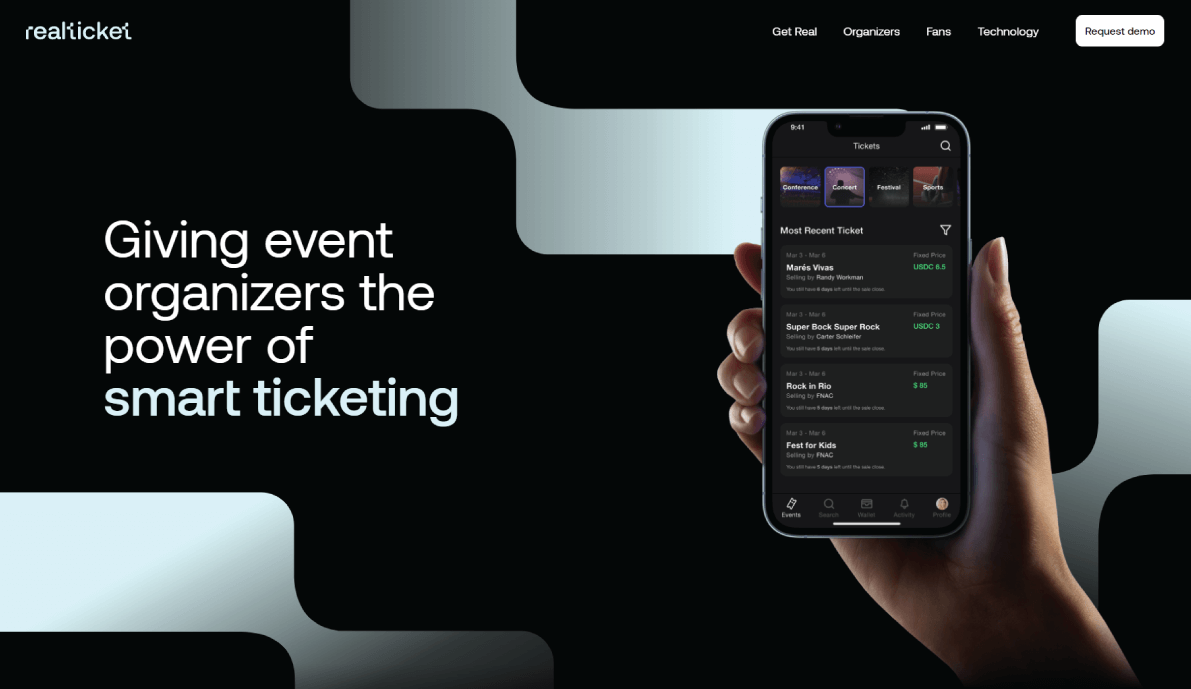 realticket
Get Real
Organizers
Fans
Technology
Request demo
Giving event
organizers the
power of
smart ticketing
9:41
Tickets
Conference
Concert
Festival
Sports
Most Recent Ticket
Mar 3 - Mar 6
Fixed Price
Marés Vivas
USDC 6.5
Selling by Randy Workman
You still have 6 days left until the sale close.
Mar 3 - Mar 6
Fixed Price
Super Bock Super Rock
USDC 3
Selling by Carter Schleifer
You still have 5 days left until the sale close.
Mar 3 - Mar 6
Fixed Price
Rock in Rio
$ 85
Selling by FNAC
You still have 5 days left until the sale close.
Mar 3 - Mar 6
Fixed Price
Fest for Kids
$ 85
Selling by FNAC
You still have 5 days left until the sale close.
Events
Search
Wallet
Activity
Profile